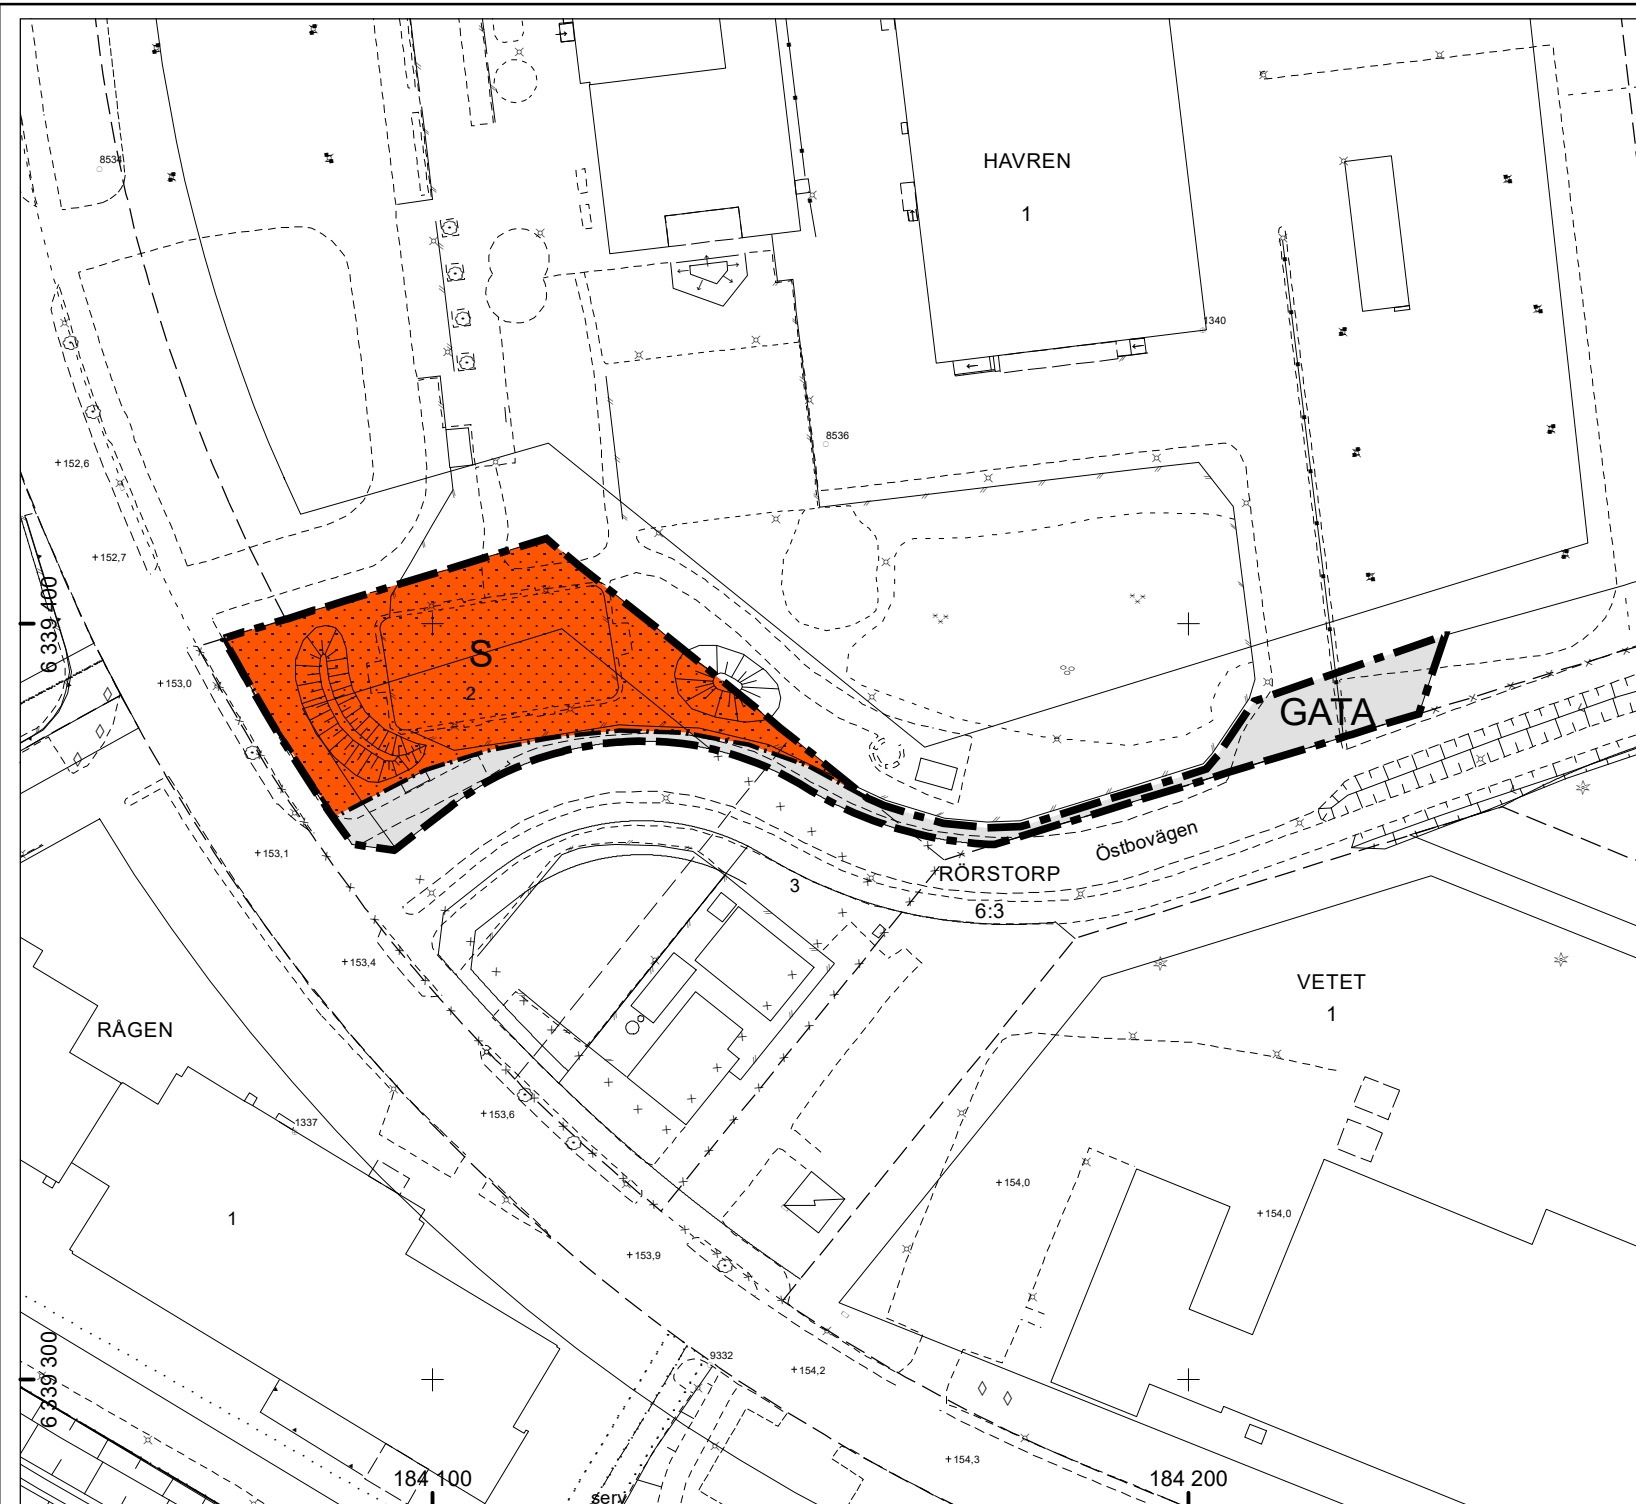 8534
HAVREN
1
1340
8536
+152,6
+152,7
6 339 400
S
2
+153,0
GATA
Östbovägen
+153,1
RÖRSTORP
3
6:3
+153,4
VETET
1
RÅGEN
+153,6
1337
+154,0
+154,0
1
+153,9
9332
+154,2
6 339 300
+154,3
184 100
184 200
serv